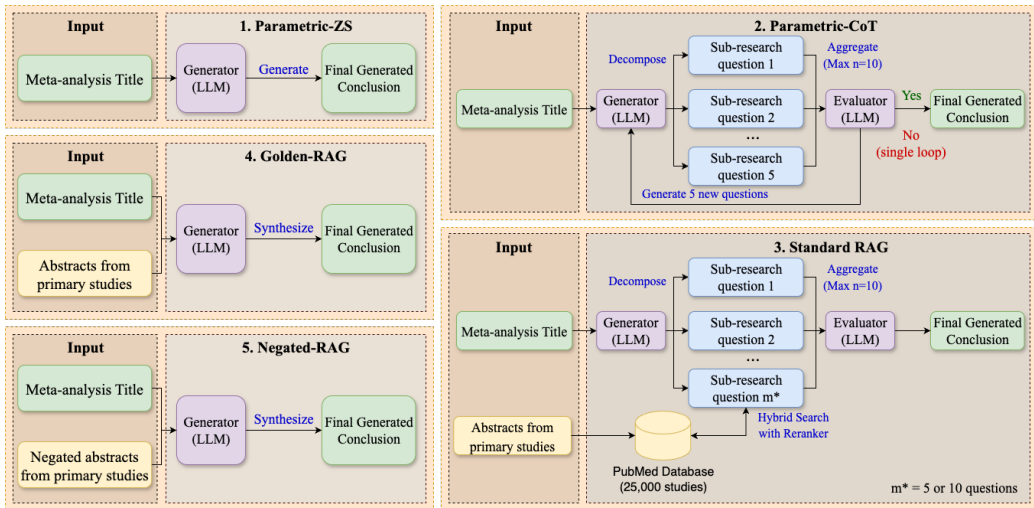 Input
1. Parametric-ZS
Meta-analysis Title
Generator
(LLM)
Generate
Final Generated
Conclusion
Input
2. Parametric-CoT
Meta-analysis Title
Generator
(LLM)
Decompose
Sub-research
question 1
Sub-research
question 2
...
Sub-research
question 5
Aggregate
(Max n=10)
Evaluator
(LLM)
Yes
No
(single loop)
Final Generated
Conclusion
Generate 5 new questions
Input
4. Golden-RAG
Meta-analysis Title
Abstracts from
primary studies
Generator
(LLM)
Synthesize
Final Generated
Conclusion
Input
3. Standard RAG
Meta-analysis Title
Generator
(LLM)
Decompose
Sub-research
question 1
Sub-research
question 2
...
Sub-research
question m*
Aggregate
(Max n=10)
Evaluator
(LLM)
Final Generated
Conclusion
Hybrid Search
with Reranker
Abstracts from
primary studies
PubMed Database
(25,000 studies)
m* = 5 or 10 questions
Input
5. Negated-RAG
Meta-analysis Title
Negated abstracts
from primary studies
Generator
(LLM)
Synthesize
Final Generated
Conclusion